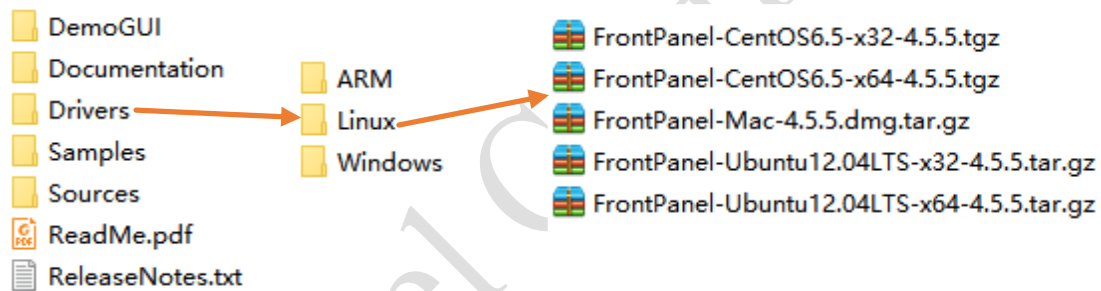 DemoGUI
Documentation
Drivers
Samples
Sources
ReadMe.pdf
ReleaseNotes.txt
ARM
Linux
Windows
FrontPanel-CentOS6.5-x32-4.5.5.tgz
FrontPanel-CentOS6.5-x64-4.5.5.tgz
FrontPanel-Mac-4.5.5.dmg.tar.gz
FrontPanel-Ubuntu12.04LTS-x32-4.5.5.tar.gz
FrontPanel-Ubuntu12.04LTS-x64-4.5.5.tar.gz